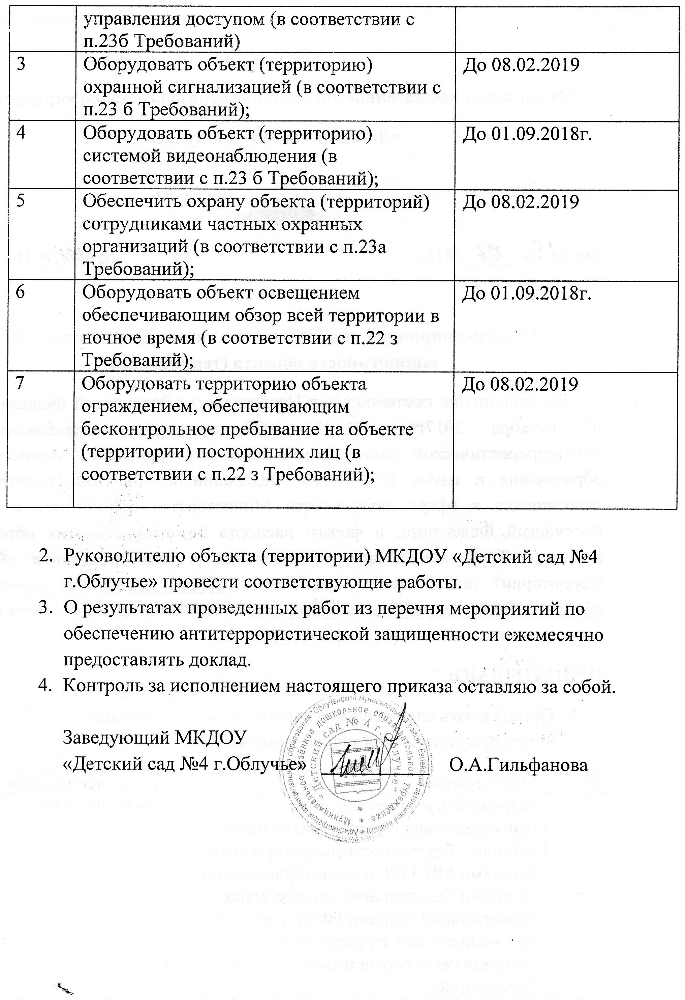 управления доступом (в соответствии с
п.23б Требований)
3 Оборудовать объект (территорию) До 08.02.2019
охранной сигнализацией (в соответствии с
п.23 б Требований);
4 Оборудовать объект (территорию) До 01.09.2018г.
системой видеонаблюдения (в
соответствии с п.23 б Требований);
5 Обеспечить охрану объекта (территорий) До 08.02.2019
сотрудниками частных охранных
организаций (в соответствии с п.23а
Требований);
6 Оборудовать объект освещением До 01.09.2018г.
обеспечивающим обзор всей территории в
ночное время (в соответствии с п.22 з
Требований);
7 Оборудовать территорию объекта До 08.02.2019
ограждением, обеспечивающим
бесконтрольное пребывание на объекте
(территории) посторонних лиц (в
соответствии с п.22 з Требований);
2. Руководителю объекта (территории) МКДОУ «Детский сад №4
г.Облучье» провести соответствующие работы.
3. О результатах проведенных работ из перечня мероприятий по
обеспечению антитеррористической защищенности ежемесячно
предоставлять доклад.
4. Контроль за исполнением настоящего приказа оставляю за собой.
Заведующий МКДОУ
«Детский сад №4 г.Облучье» О.А.Гильфанова
* Администрация муниципального образования "Облученский муниципальный район" Еврейской автономной области
* Муниципальное казённое дошкольное образовательное учреждение
* "Детский сад № 4 г. Облучье"